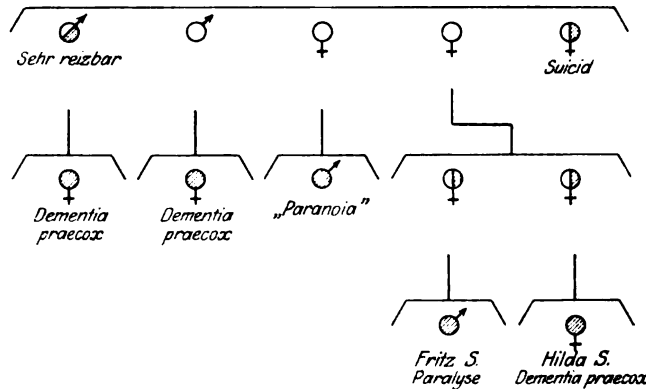 Sehr reizbar
Suicid
Dementia
praecox
Dementia
praecox
„Paranoia"
Fritz S.
Paralyse
Hilda S.
Dementia praecox